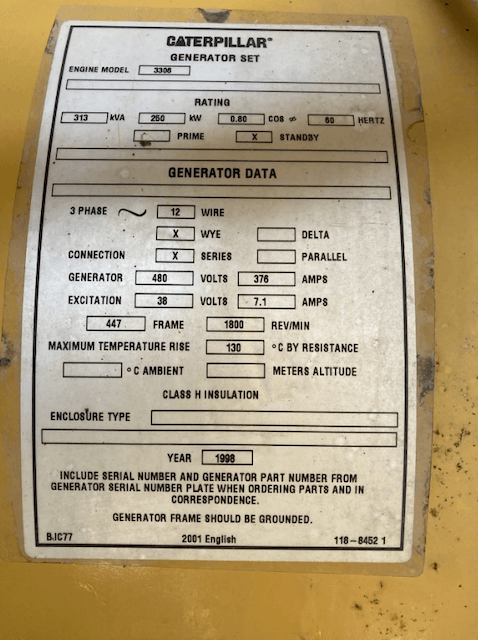 CATERPILLAR®
GENERATOR SET
ENGINE MODEL 3306
RATING
313 kVA 250 kW 0.80 COS ∞ 60 HERTZ
PRIME X STANDBY
GENERATOR DATA
3 PHASE ~ 12 WIRE
X WYE DELTA
CONNECTION X SERIES PARALLEL
GENERATOR 480 VOLTS 376 AMPS
EXCITATION 38 VOLTS 7.1 AMPS
447 FRAME 1800 REV/MIN
MAXIMUM TEMPERATURE RISE 130 °C BY RESISTANCE
°C AMBIENT METERS ALTITUDE
CLASS H INSULATION
ENCLOSURE TYPE
YEAR 1998
INCLUDE SERIAL NUMBER AND GENERATOR PART NUMBER FROM
GENERATOR SERIAL NUMBER PLATE WHEN ORDERING PARTS AND IN
CORRESPONDENCE.
GENERATOR FRAME SHOULD BE GROUNDED.
BJC77 2001 English 118-8452 1